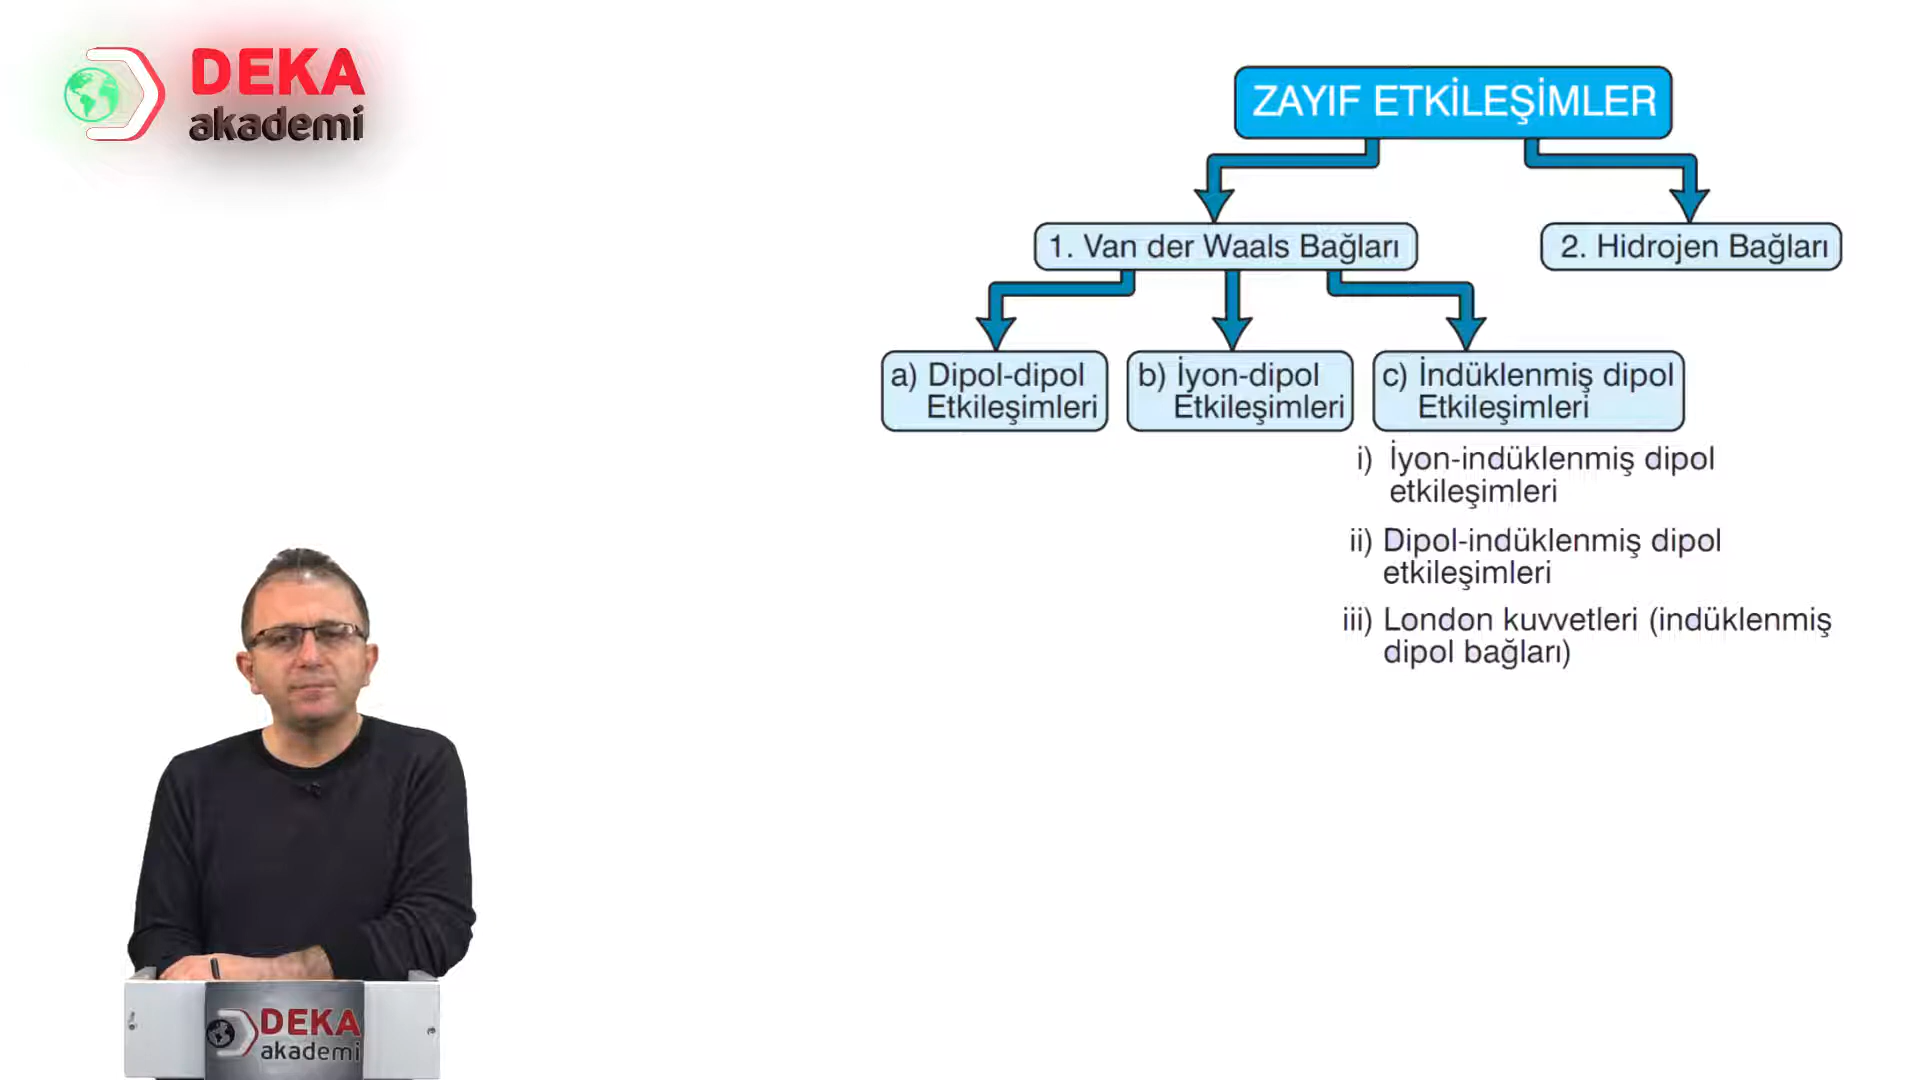 DEKA
akademi
ZAYIF ETKİLEŞİMLER
1. Van der Waals Bağları
2. Hidrojen Bağları
a) Dipol-dipol
Etkileşimleri
b) İyon-dipol
Etkileşimleri
c) İndüklenmiş dipol
Etkileşimleri
i) İyon-indüklenmiş dipol
etkileşimleri
ii) Dipol-indüklenmiş dipol
etkileşimleri
iii) London kuvvetleri (indüklenmiş
dipol bağları)
DEKA
akademi